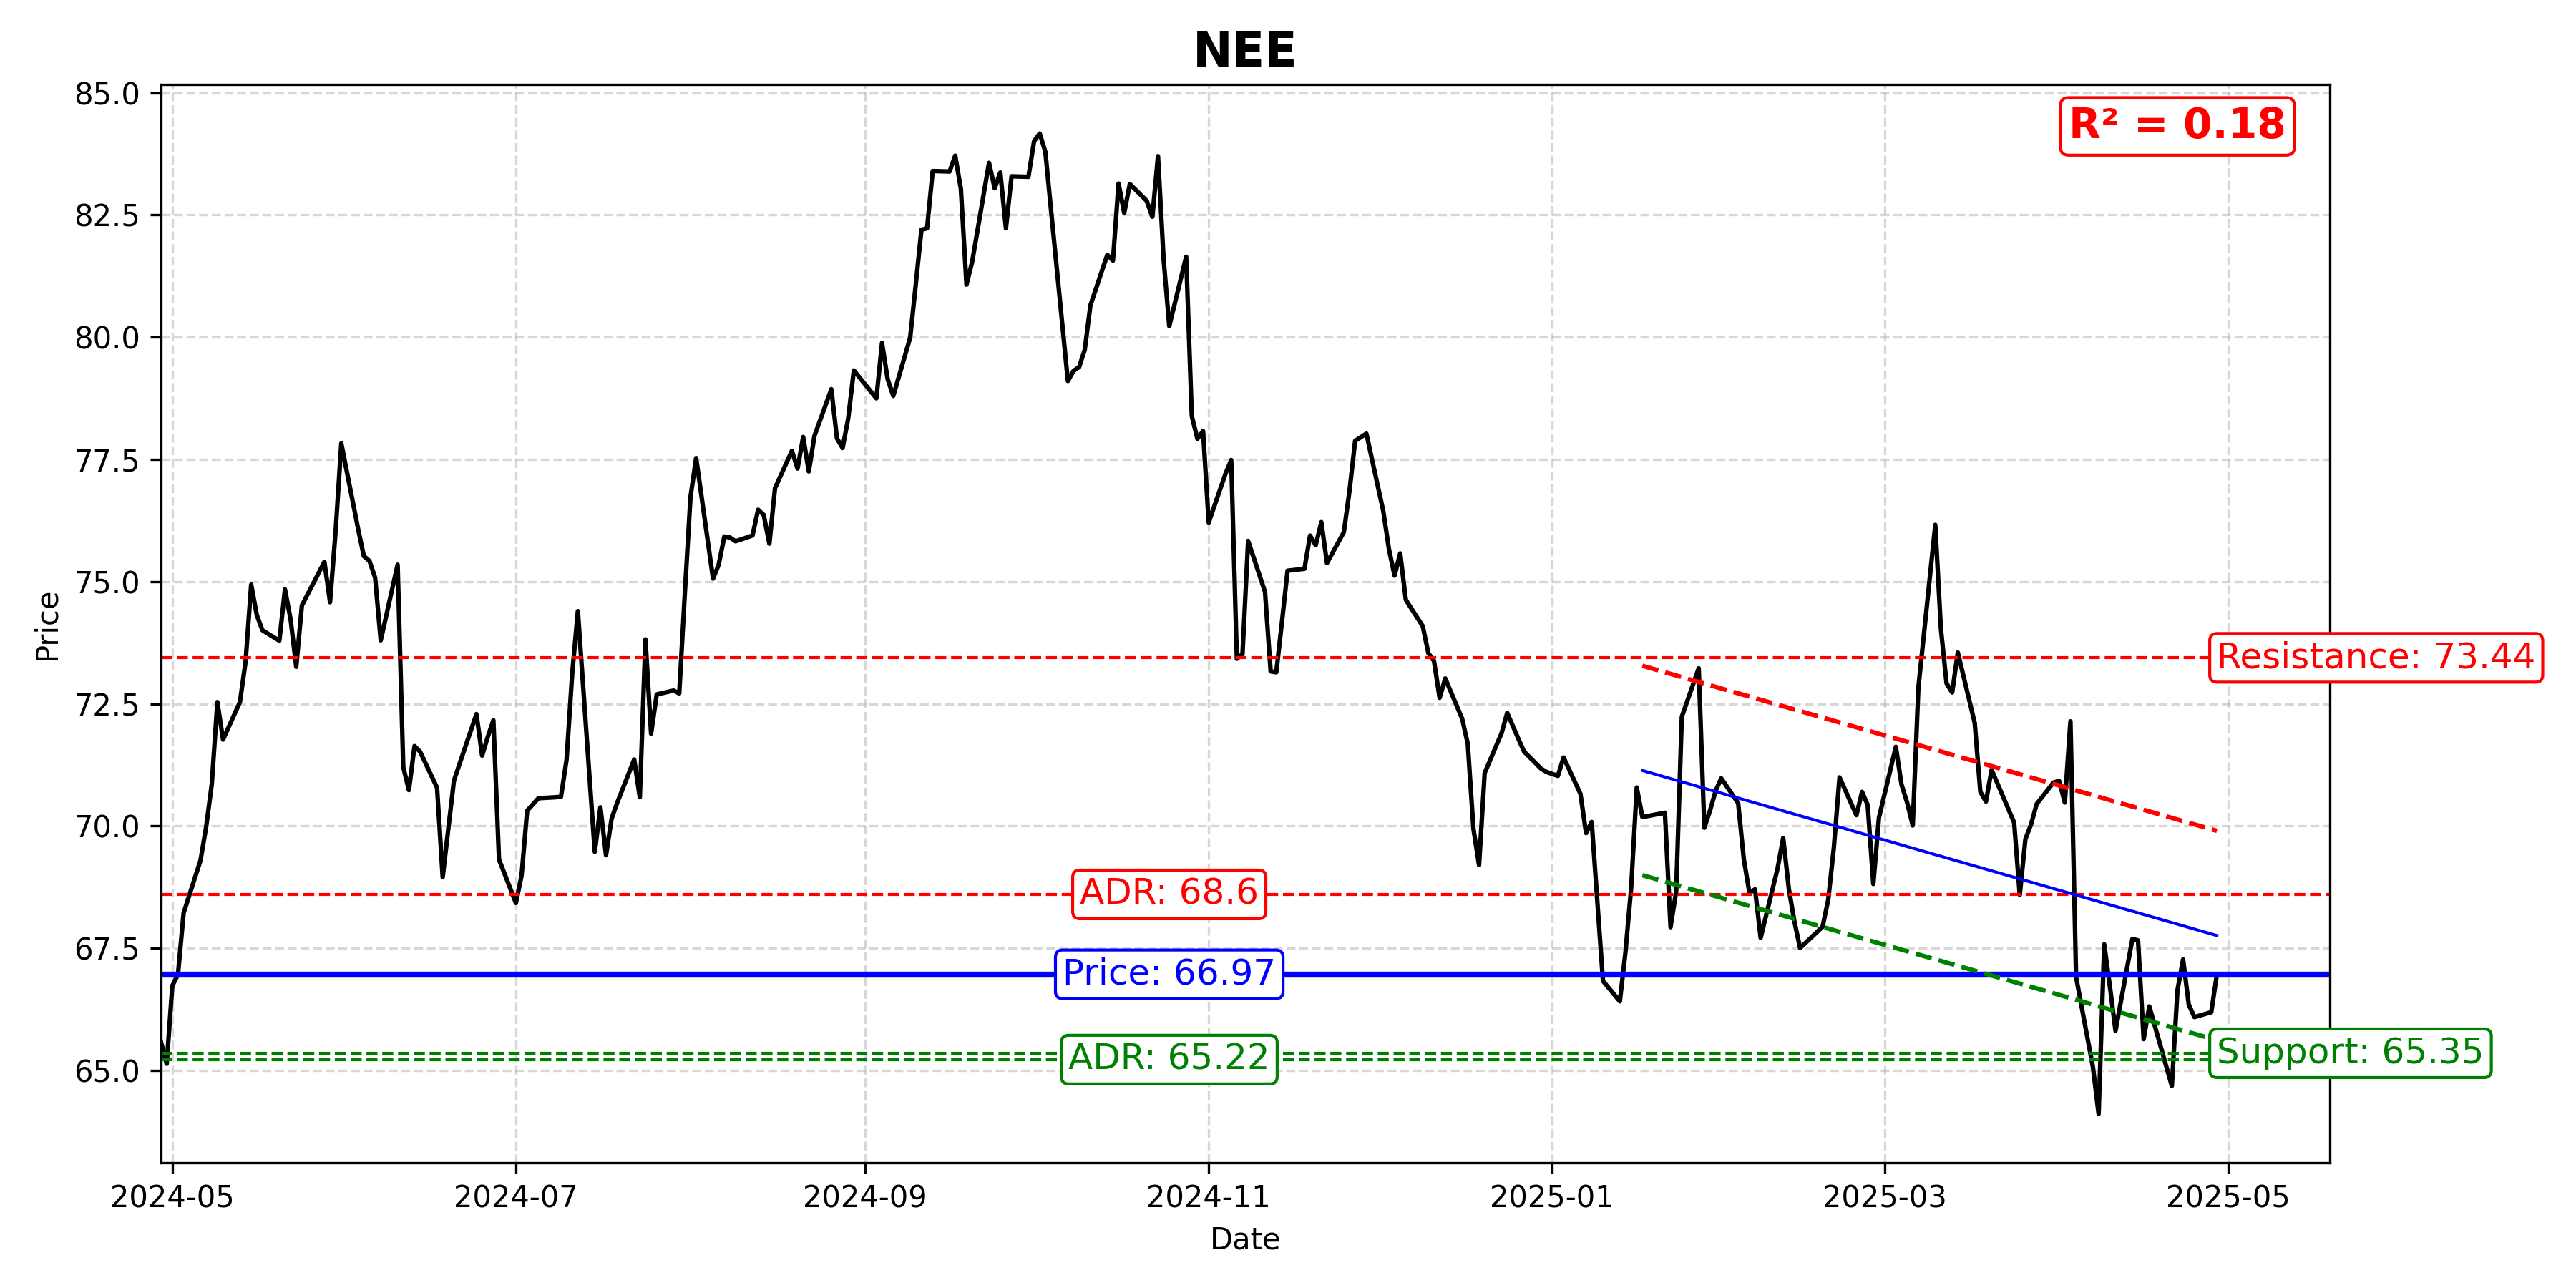 NEE
R² = 0.18
85.0
82.5
80.0
77.5
75.0
72.5
70.0
67.5
65.0
Price
Resistance: 73.44
ADR: 68.6
Price: 66.97
ADR: 65.22
Support: 65.35
2024-05
2024-07
2024-09
2024-11
2025-01
2025-03
2025-05
Date